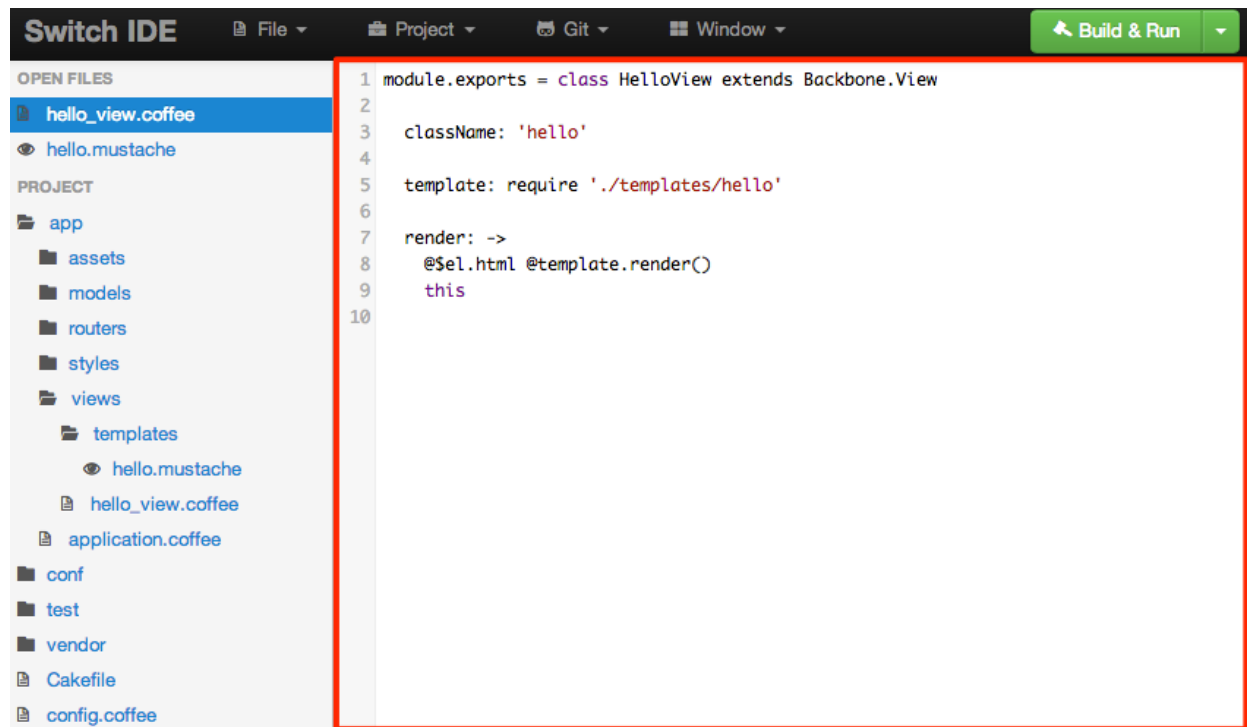 Switch IDE File Project Git Window Build & Run
OPEN FILES
hello_view.coffee
hello.mustache
PROJECT
app
assets
models
routers
styles
views
templates
hello.mustache
hello_view.coffee
application.coffee
conf
test
vendor
Cakefile
config.coffee
1 module.exports = class HelloView extends Backbone.View
2
3 className: 'hello'
4
5 template: require './templates/hello'
6
7 render: ->
8 @$el.html @template.render()
9 this
10